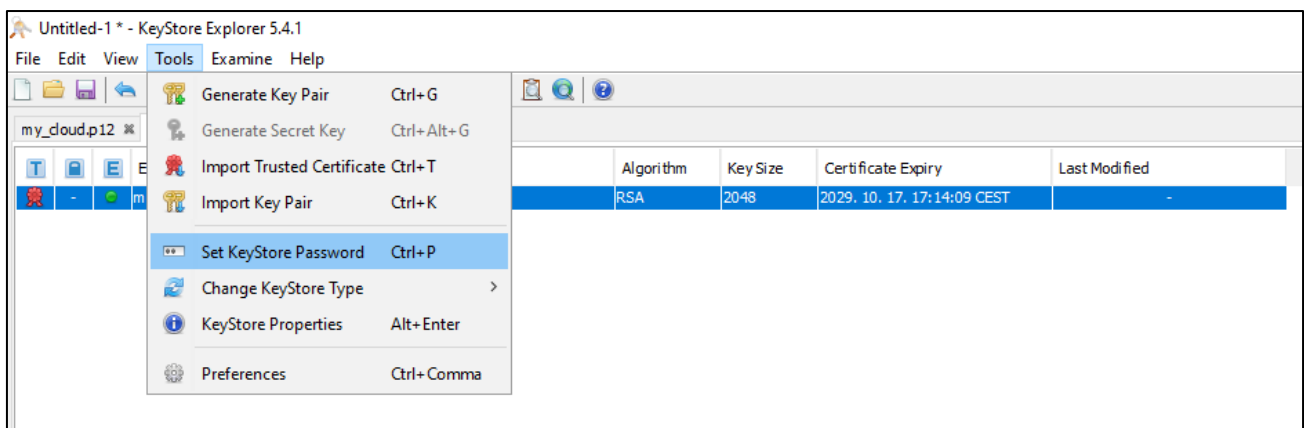 Untitled-1 * - KeyStore Explorer 5.4.1
File Edit View Tools Examine Help
my_cloud.p12
T E E Algorithm Key Size Certificate Expiry Last Modified
- m RSA 2048 2029. 10. 17. 17:14:09 CEST -
Generate Key Pair Ctrl+G
Generate Secret Key Ctrl+Alt+G
Import Trusted Certificate Ctrl+T
Import Key Pair Ctrl+K
Set KeyStore Password Ctrl+P
Change KeyStore Type
KeyStore Properties Alt+Enter
Preferences Ctrl+Comma